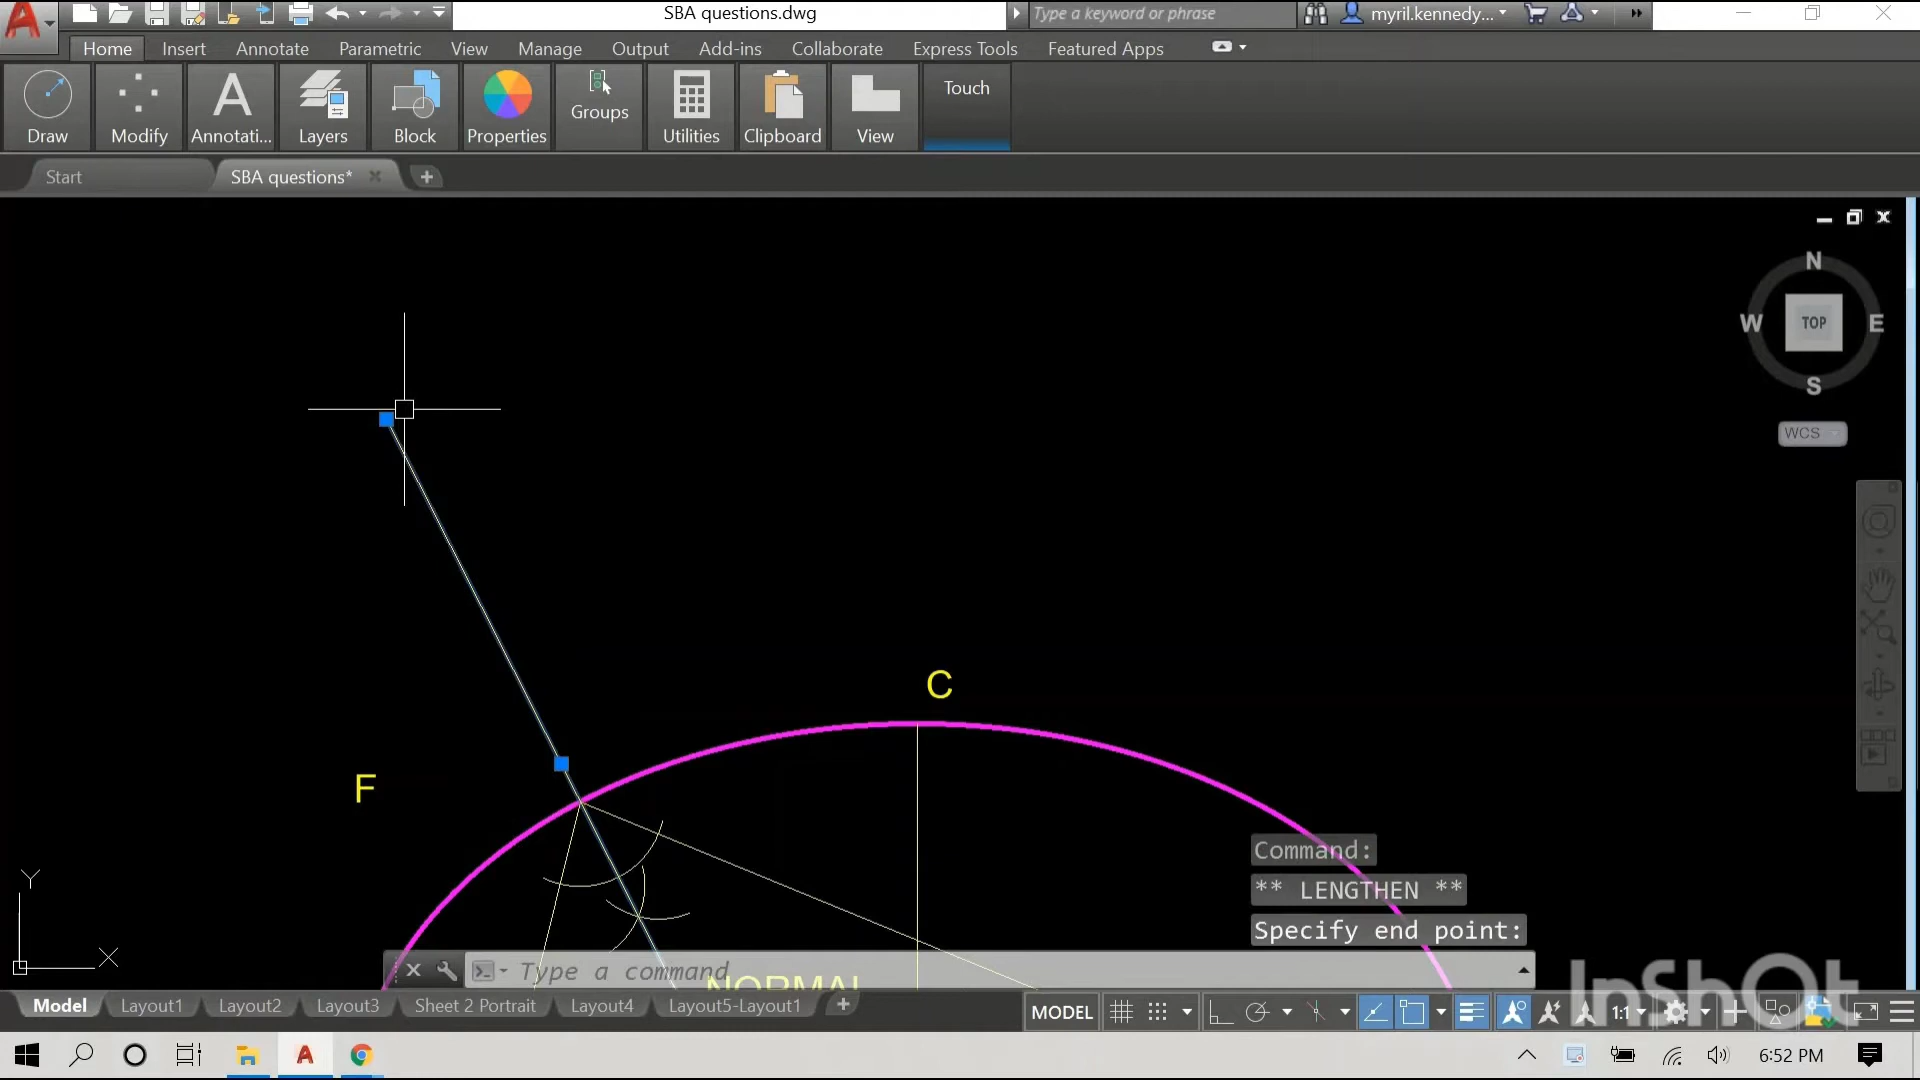 SBA questions.dwg
Type a keyword or phrase
myril.kennedy...
Home Insert Annotate Parametric View Manage Output Add-ins Collaborate Express Tools Featured Apps
Draw Modify Annotati... Layers Block Properties Groups Utilities Clipboard View Touch
Start SBA questions*
N
W TOP E
S
WCS
C
F
Command:
** LENGTHEN **
Specify end point:
Y
X
Type a command
NORMAL
Model Layout1 Layout2 Layout3 Sheet 2 Portrait Layout4 Layout5-Layout1
MODEL 1:1
InShOt
6:52 PM